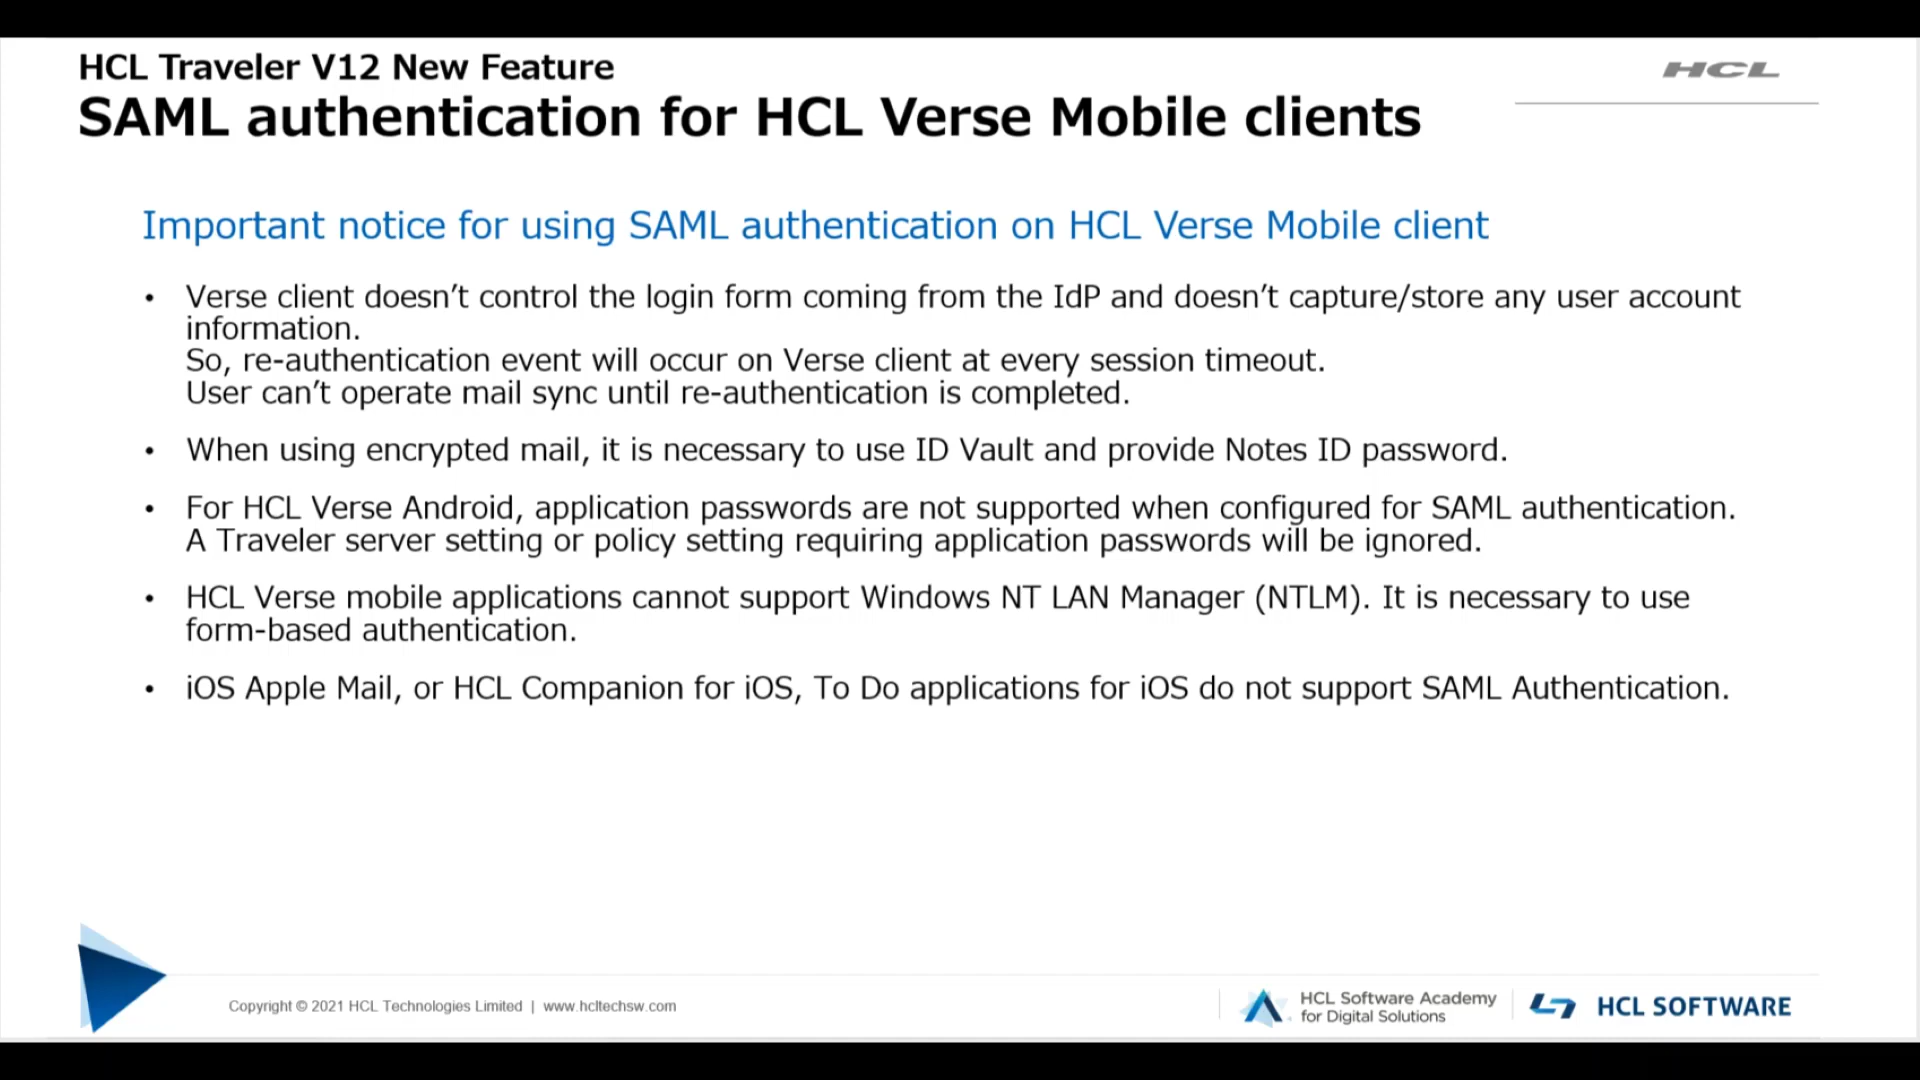 HCL Traveler V12 New Feature
HCL
SAML authentication for HCL Verse Mobile clients
Important notice for using SAML authentication on HCL Verse Mobile client
• Verse client doesn’t control the login form coming from the IdP and doesn’t capture/store any user account
information.
So, re-authentication event will occur on Verse client at every session timeout.
User can’t operate mail sync until re-authentication is completed.
• When using encrypted mail, it is necessary to use ID Vault and provide Notes ID password.
• For HCL Verse Android, application passwords are not supported when configured for SAML authentication.
A Traveler server setting or policy setting requiring application passwords will be ignored.
• HCL Verse mobile applications cannot support Windows NT LAN Manager (NTLM). It is necessary to use
form-based authentication.
• iOS Apple Mail, or HCL Companion for iOS, To Do applications for iOS do not support SAML Authentication.
Copyright © 2021 HCL Technologies Limited | www.hcltechsw.com
HCL Software Academy
for Digital Solutions
HCL SOFTWARE